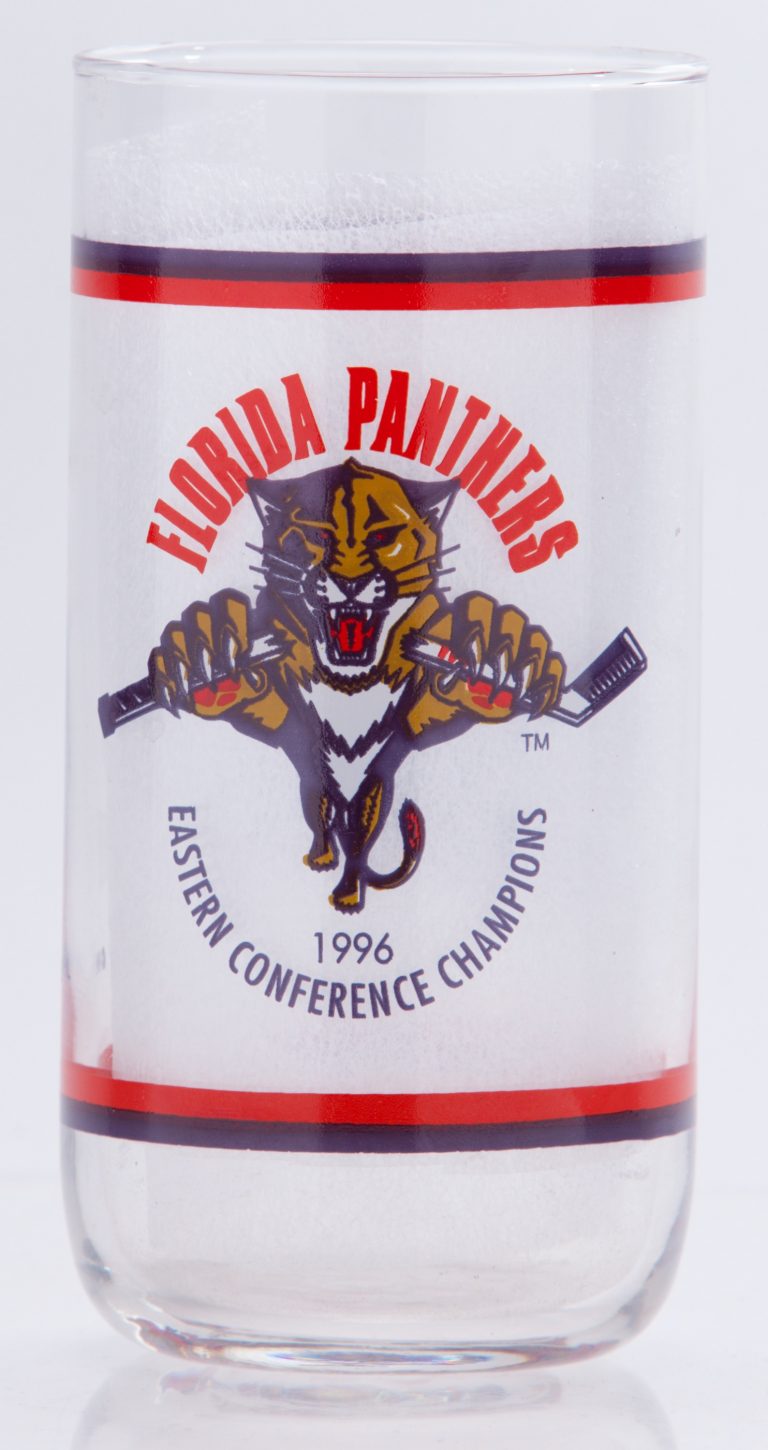 FLORIDA PANTHERS
TM
1996
EASTERN CONFERENCE CHAMPIONS